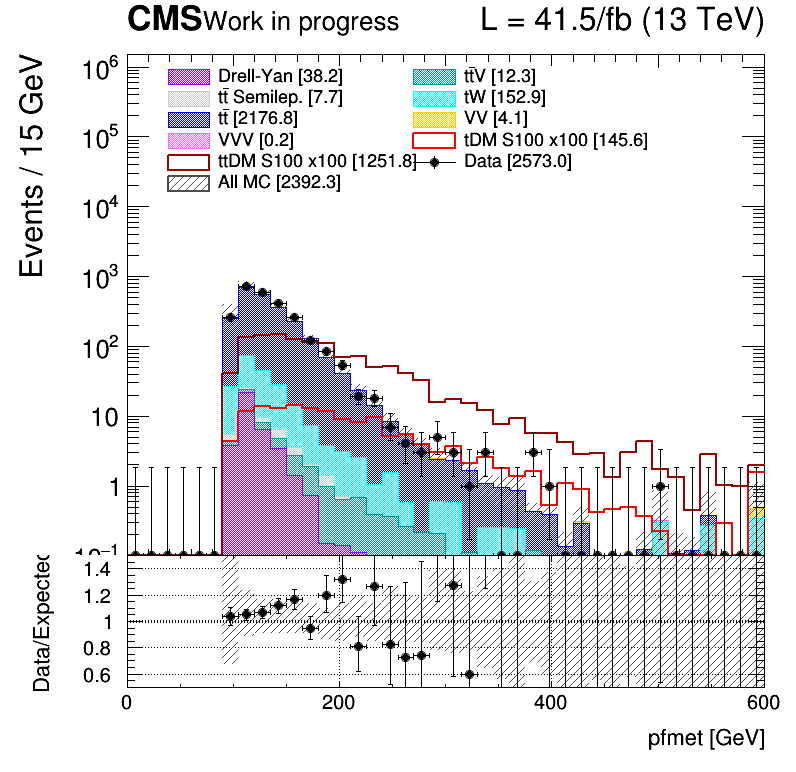 CMS Work in progress L = 41.5/fb (13 TeV)
Events / 15 GeV
10⁶
10⁵
10⁴
10³
10²
10
1
10⁻¹
Drell-Yan [38.2]
tt̄V [12.3]
tt̄ Semilep. [7.7]
tW [152.9]
tt̄ [2176.8]
VV [4.1]
VVV [0.2]
tDM S100 x100 [145.6]
ttDM S100 x100 [1251.8]
Data [2573.0]
All MC [2392.3]
Data/Expected
1.4
1.2
1
0.8
0.6
0 200 400 600
pfmet [GeV]